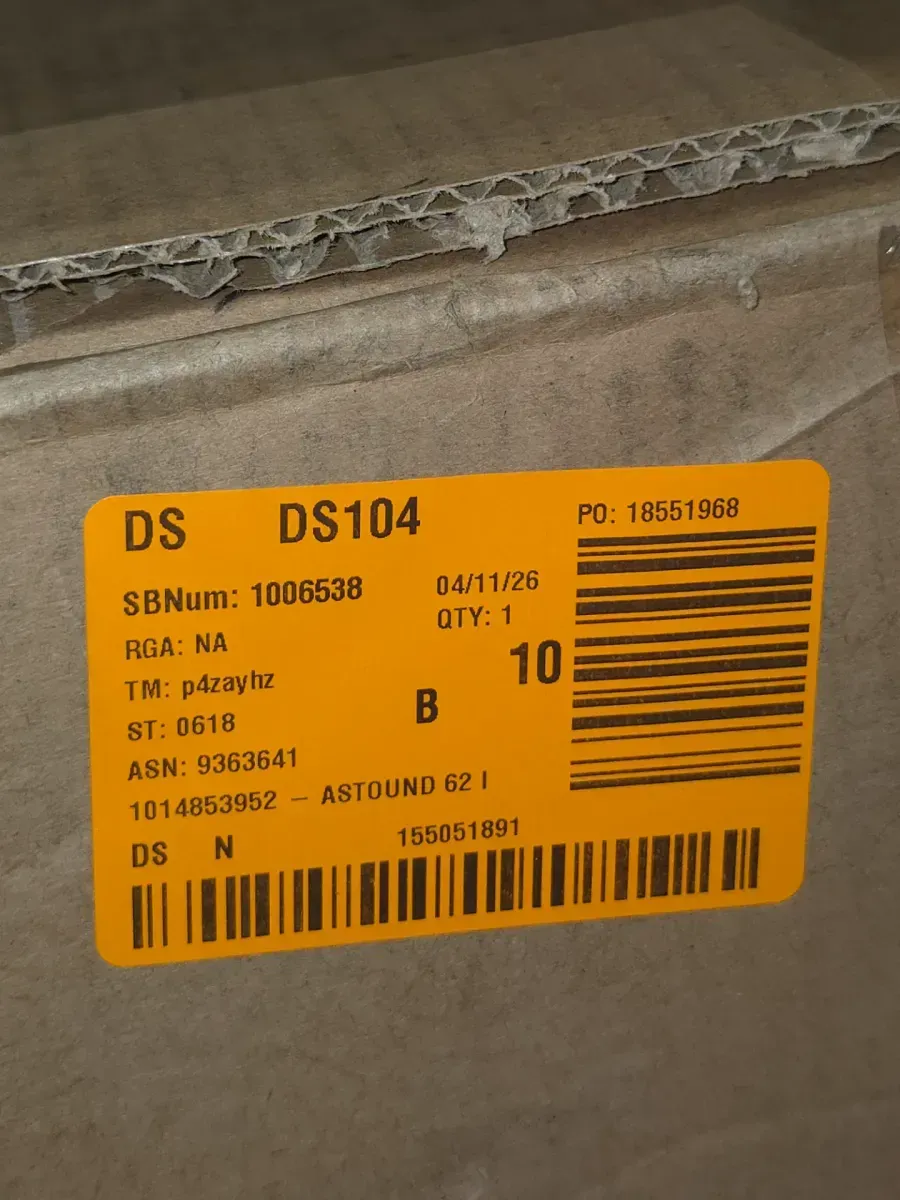 DS DS104 PO: 18551968
SBNum: 1006538 04/11/26
QTY: 1
RGA: NA
TM: p4zayhz
10
B
ST: 0618
ASN: 9363641
1014853952 – ASTOUND 62 I
DS N 155051891